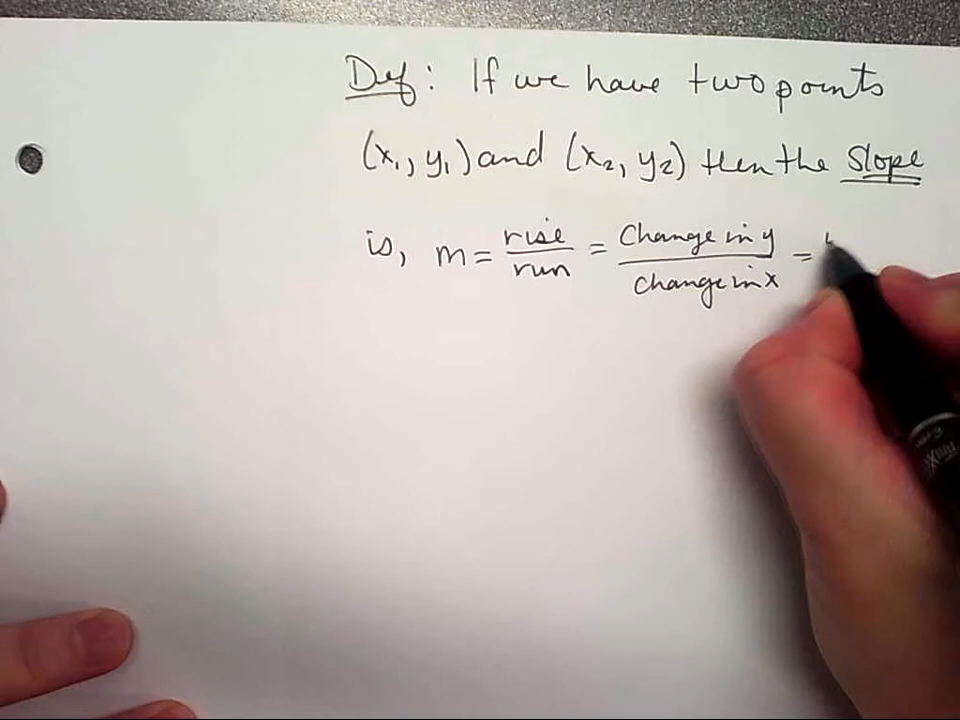 Def: If we have two points
(x₁, y₁) and (x₂, y₂) then the slope
is, m = rise/run = Change in y/change in x =